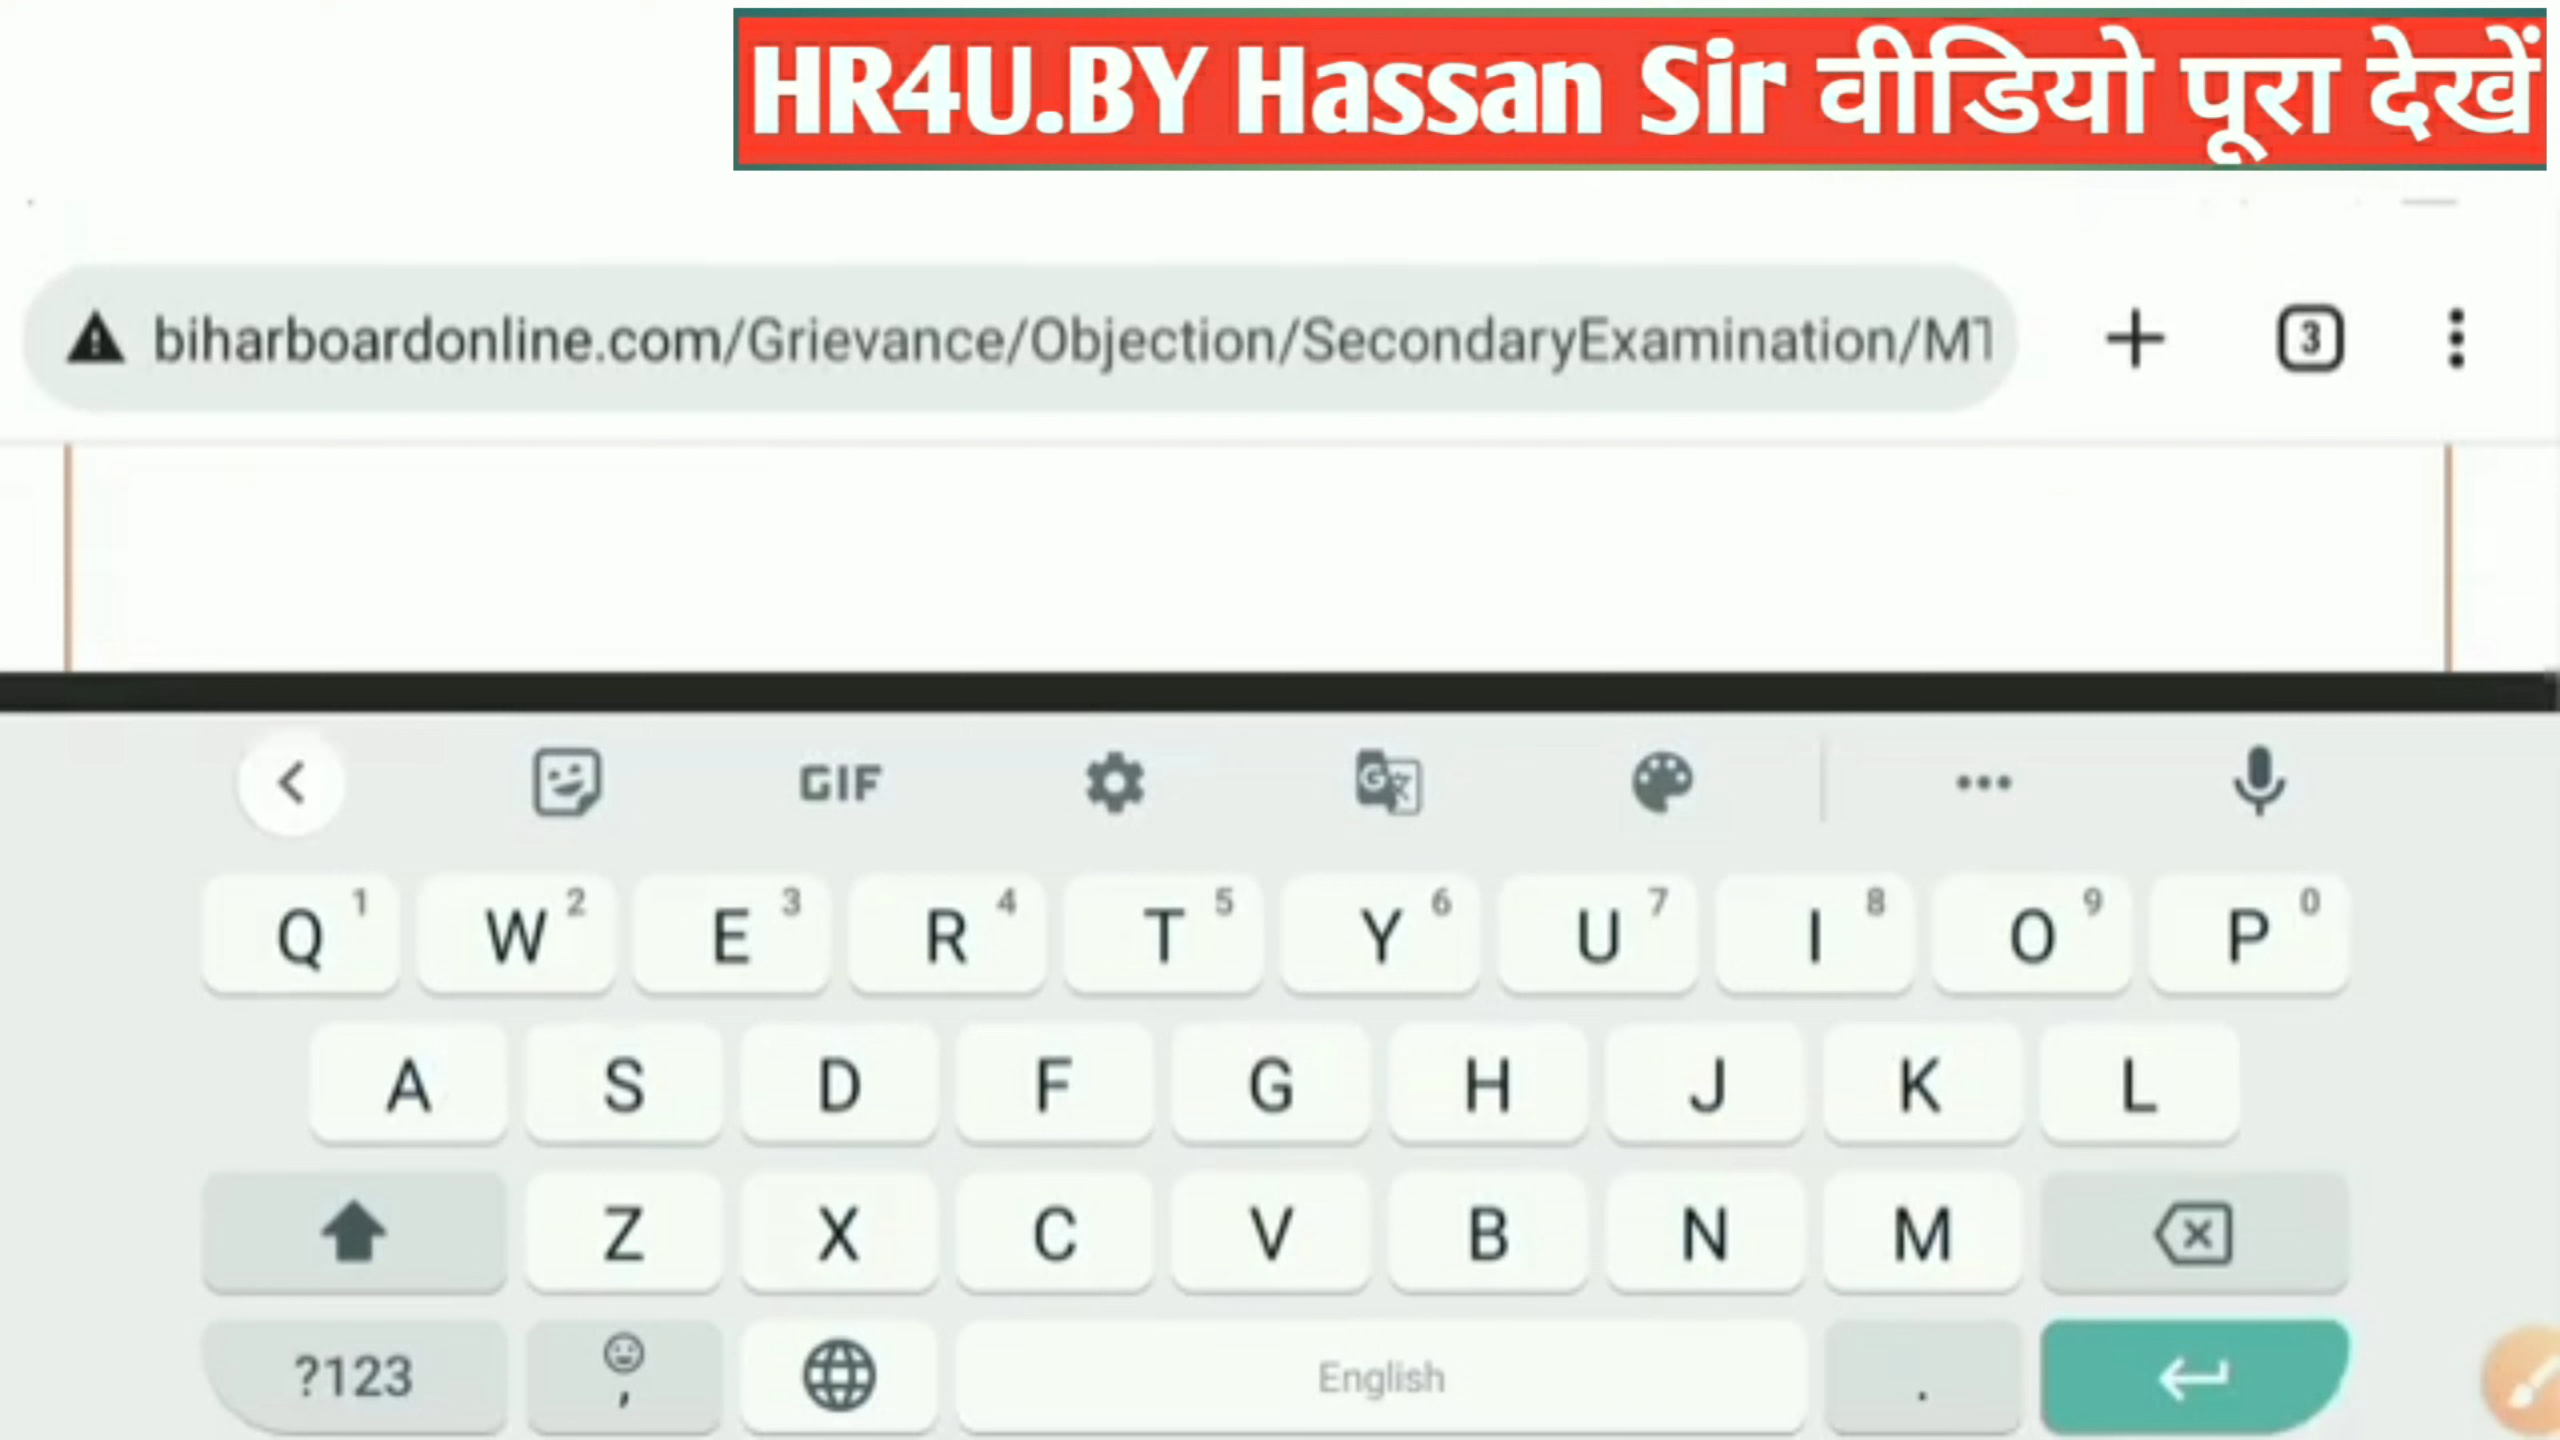 HR4U.BY Hassan Sir वीडियो पूरा देखें
biharboardonline.com/Grievance/Objection/SecondaryExamination/M1
3
GIF
Q 1 W 2 E 3 R 4 T 5 Y 6 U 7 I 8 O 9 P 0
A S D F G H J K L
Z X C V B N M
?123 , English .